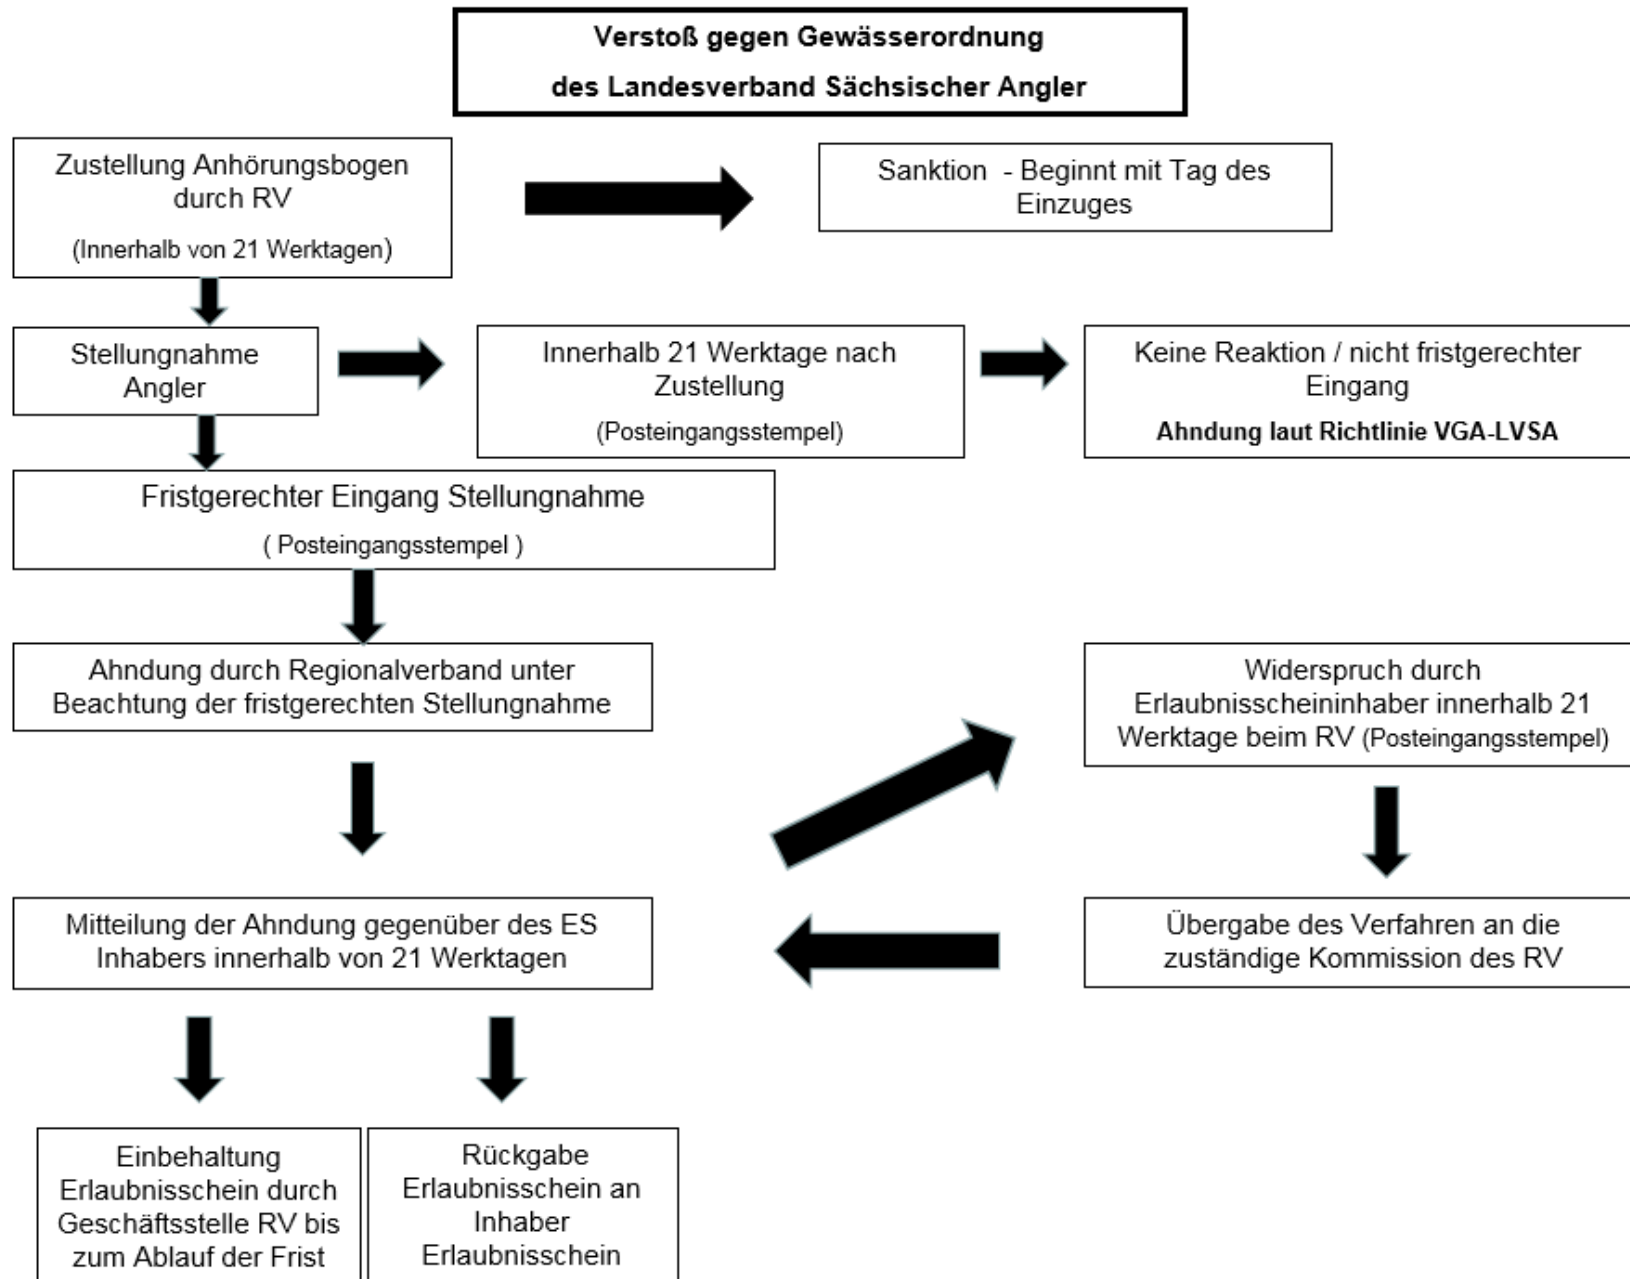 Verstoß gegen Gewässerordnung
des Landesverband Sächsischer Angler
Zustellung Anhörungsbogen
durch RV
(Innerhalb von 21 Werktagen)
Sanktion - Beginnt mit Tag des
Einzuges
Stellungnahme
Angler
Innerhalb 21 Werktage nach
Zustellung
(Posteingangsstempel)
Keine Reaktion / nicht fristgerechter
Eingang
Ahndung laut Richtlinie VGA-LVSA
Fristgerechter Eingang Stellungnahme
( Posteingangsstempel )
Ahndung durch Regionalverband unter
Beachtung der fristgerechten Stellungnahme
Widerspruch durch
Erlaubnisscheininhaber innerhalb 21
Werktage beim RV (Posteingangsstempel)
Mitteilung der Ahndung gegenüber des ES
Inhabers innerhalb von 21 Werktagen
Übergabe des Verfahren an die
zuständige Kommission des RV
Einbehaltung
Erlaubnisschein durch
Geschäftsstelle RV bis
zum Ablauf der Frist
Rückgabe
Erlaubnisschein an
Inhaber
Erlaubnisschein